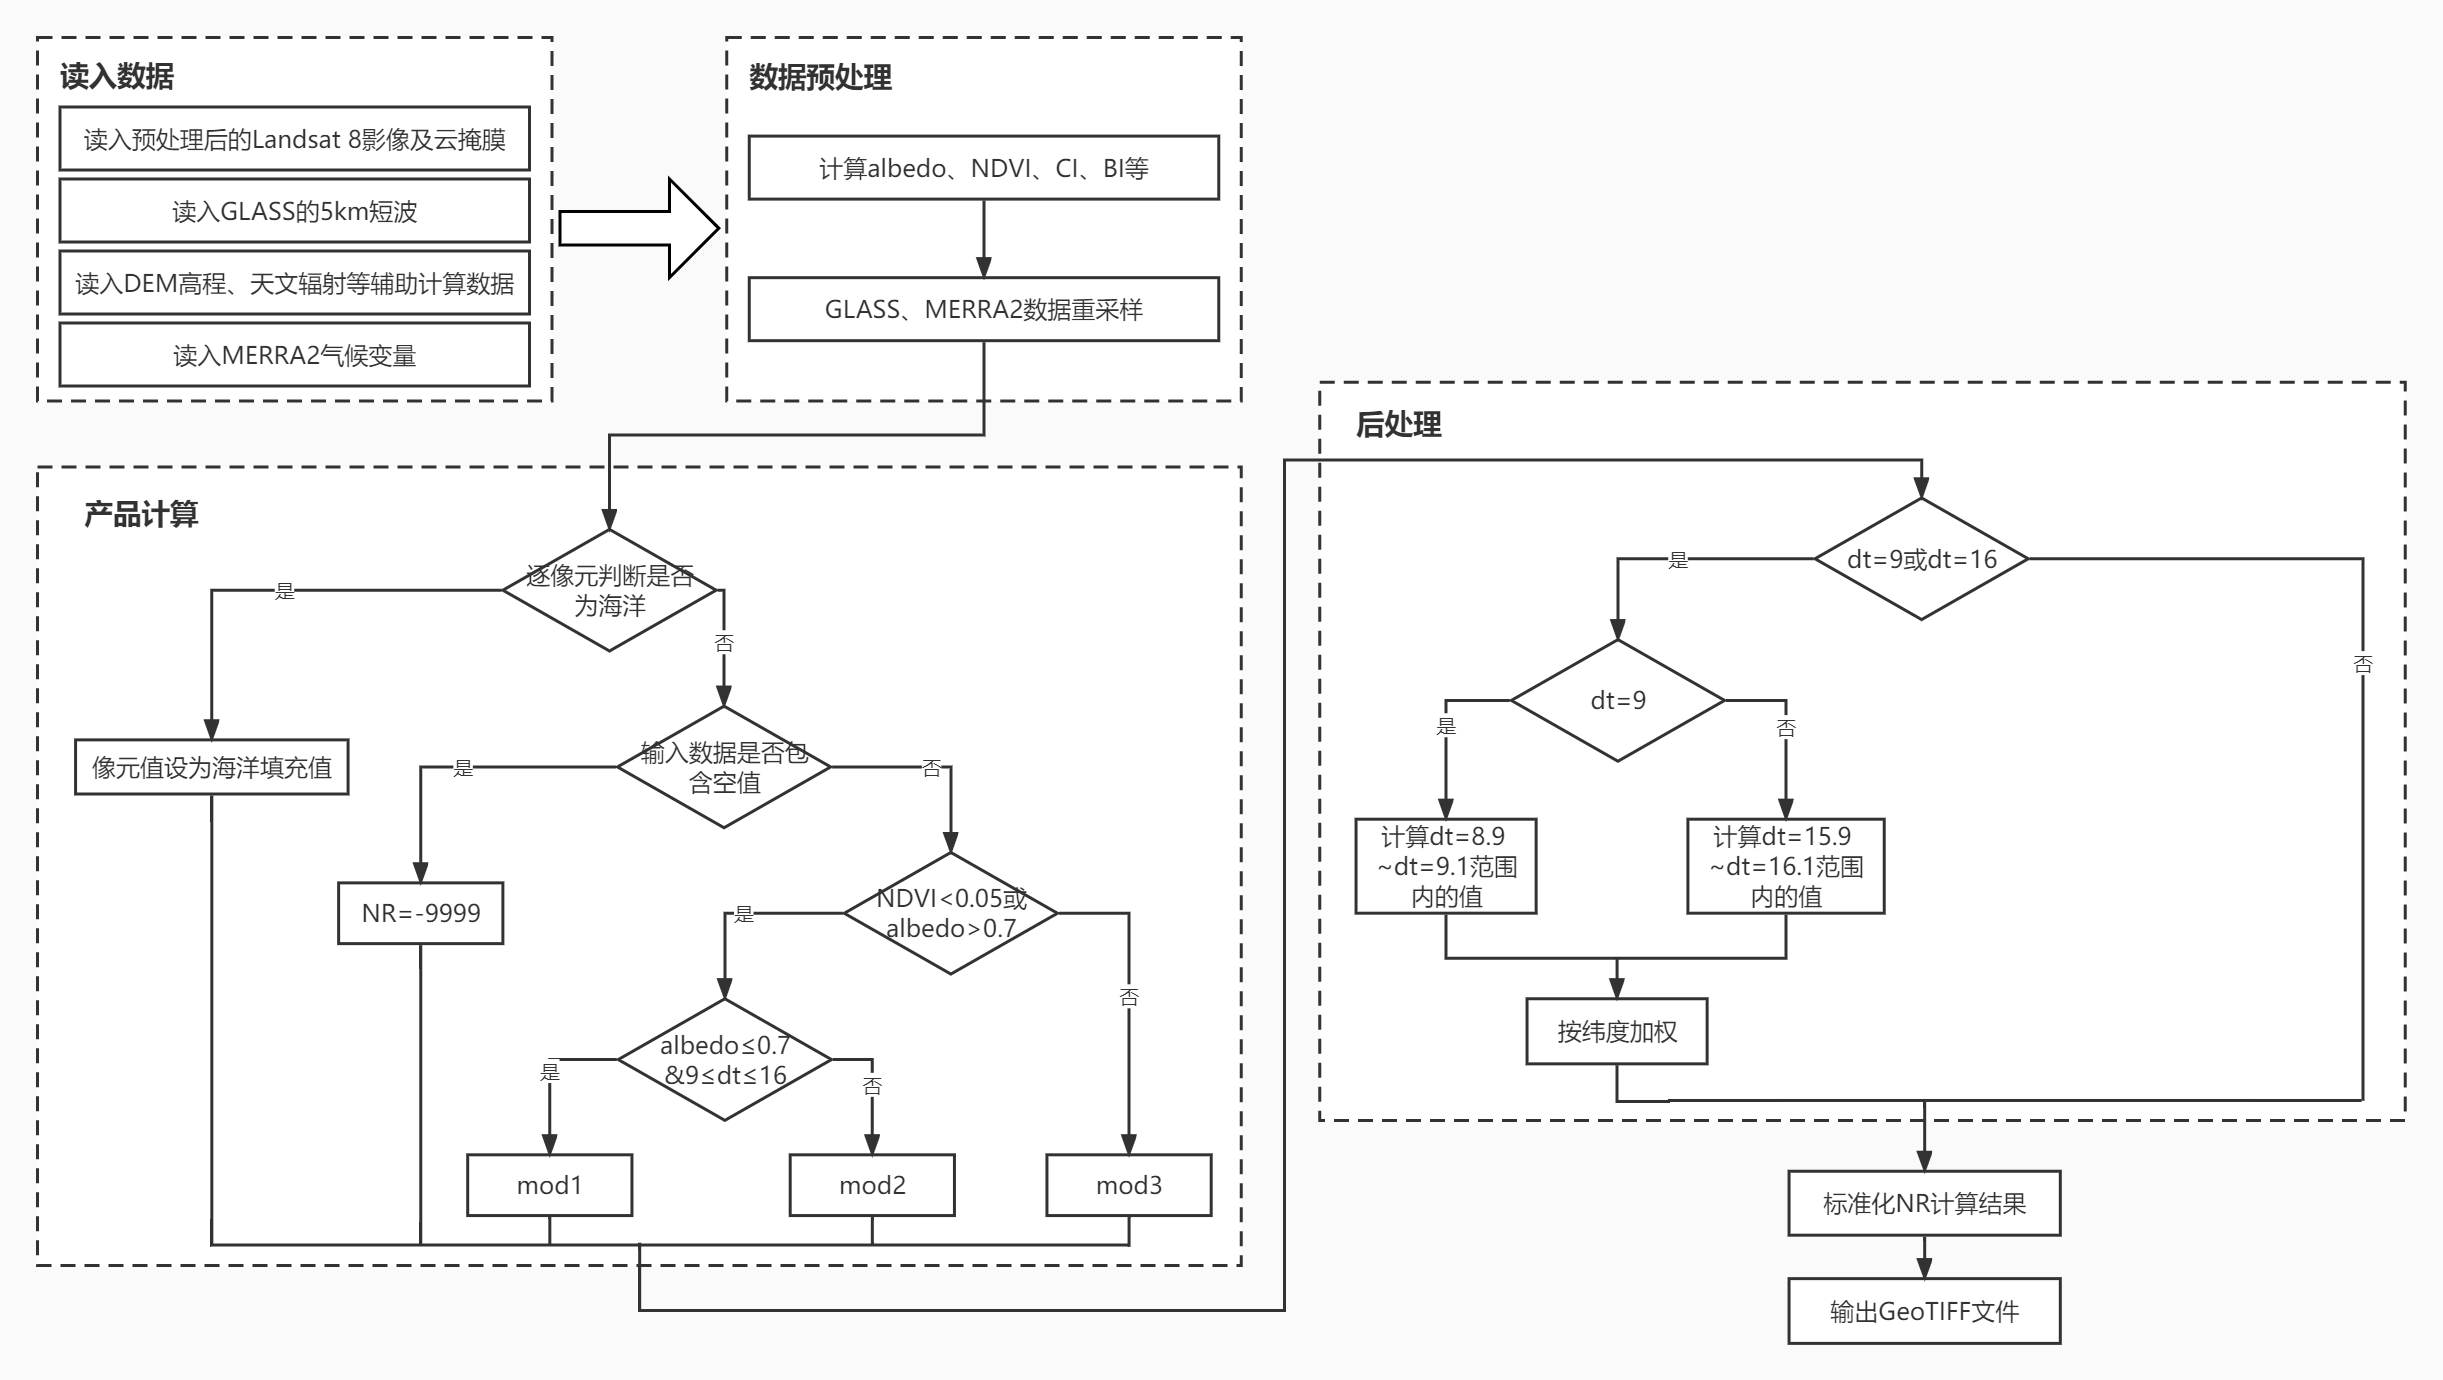 读入数据
读入预处理后的Landsat 8影像及云掩膜
读入GLASS的5km短波
读入DEM高程、天文辐射等辅助计算数据
读入MERRA2气候变量
数据预处理
计算albedo、NDVI、CI、BI等
GLASS、MERRA2数据重采样
产品计算
逐像元判断是否
为海洋
是
否
像元值设为海洋填充值
输入数据是否包
含空值
是
否
NR=-9999
NDVI<0.05或
albedo>0.7
是
否
albedo≤0.7
&9≤dt≤16
是
否
mod1
mod2
mod3
后处理
dt=9或dt=16
是
否
dt=9
是
否
计算dt=8.9
~dt=9.1范围
内的值
计算dt=15.9
~dt=16.1范围
内的值
按纬度加权
标准化NR计算结果
输出GeoTIFF文件